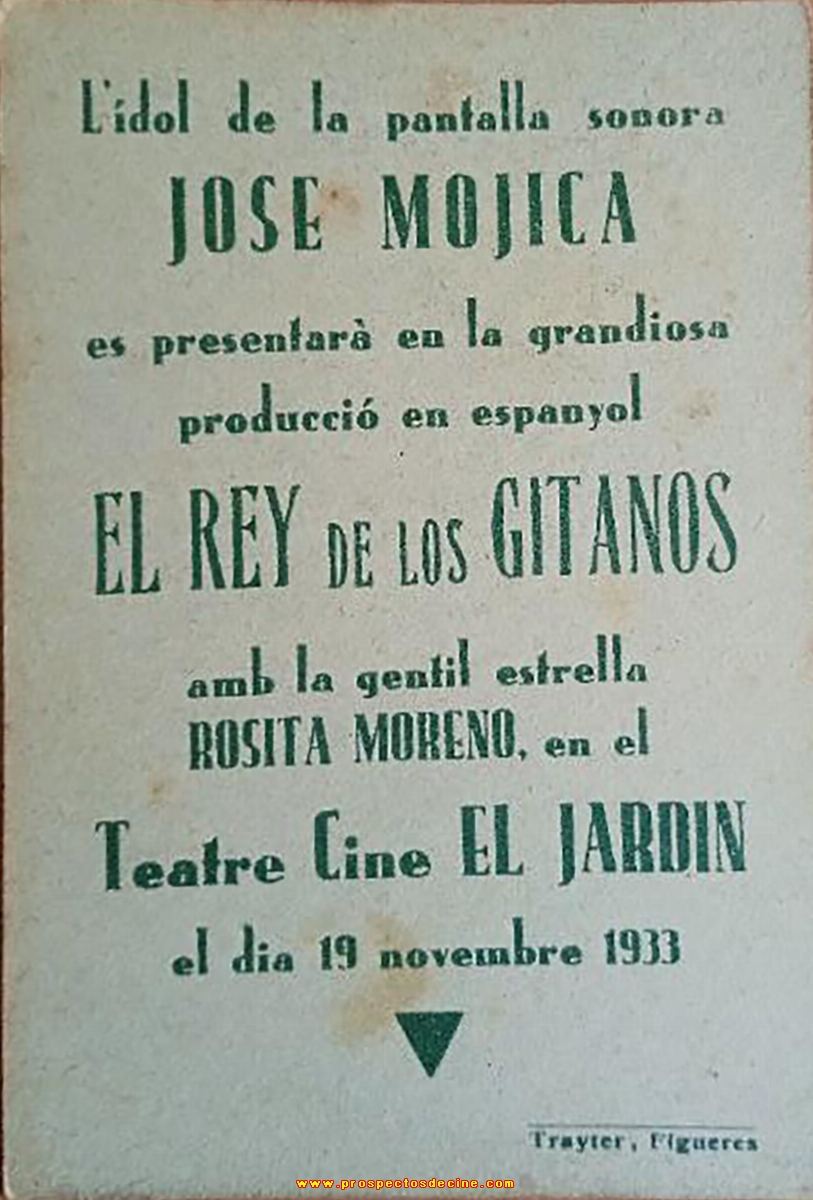 L'ídol de la pantalla sonora
JOSE MOJICA
es presentarà en la grandiosa
producció en espanyol
EL REY DE LOS GITANOS
amb la gentil estrella
ROSITA MORENO, en el
Teatre Cine EL JARDIN
el dia 19 novembre 1933
Trayter, Figueres
www.prospectosdecine.com